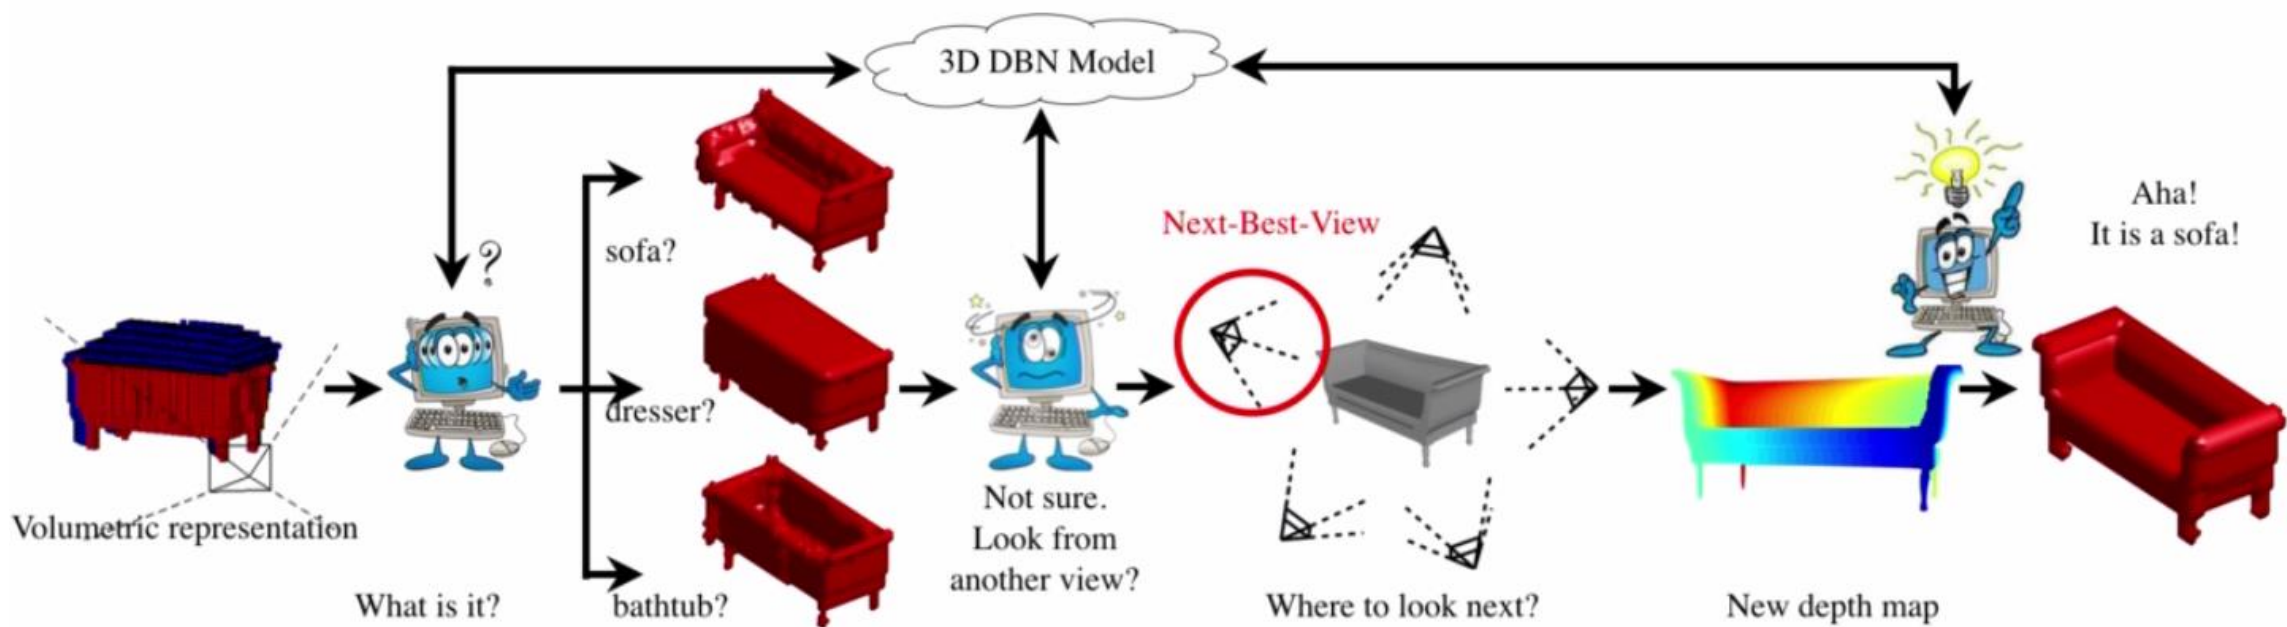 3D DBN Model
?
sofa?
dresser?
bathtub?
Next-Best-View
Aha!
It is a sofa!
Not sure.
Look from
another view?
Volumetric representation
What is it?
Where to look next?
New depth map